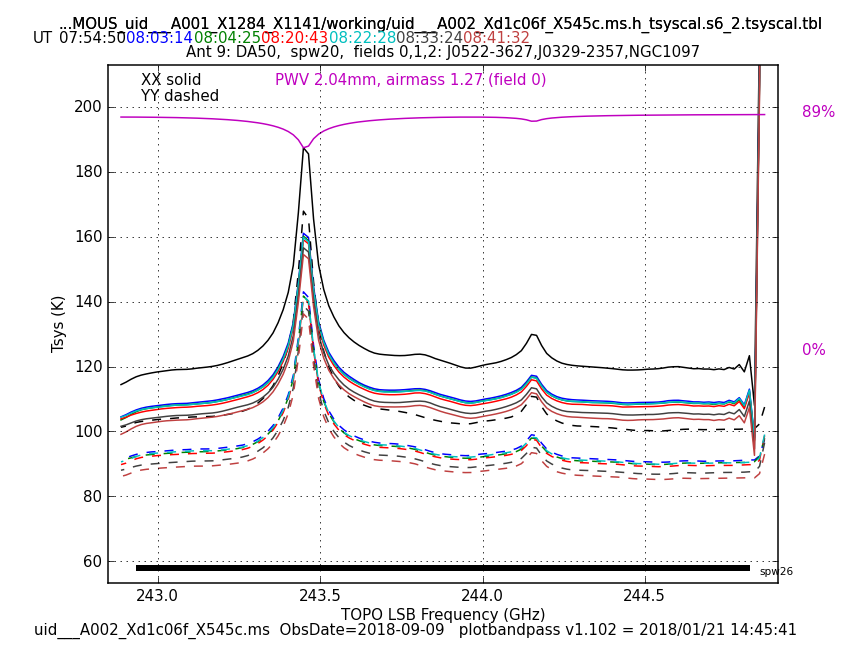 ...MOUS_uid___A001_X1284_X1141/working/uid___A002_Xd1c06f_X545c.ms.h_tsyscal.s6_2.tsyscal.tbl
UT 07:54:50 08:03:14 08:04:25 08:20:43 08:22:28 08:33:24 08:41:32
Ant 9: DA50, spw20, fields 0,1,2: J0522-3627,J0329-2357,NGC1097
XX solid PWV 2.04mm, airmass 1.27 (field 0)
YY dashed
200
180
160
140
120
100
80
60
89%
0%
Tsys (K)
spw26
243.0 243.5 244.0 244.5
TOPO LSB Frequency (GHz)
uid___A002_Xd1c06f_X545c.ms ObsDate=2018-09-09 plotbandpass v1.102 = 2018/01/21 14:45:41